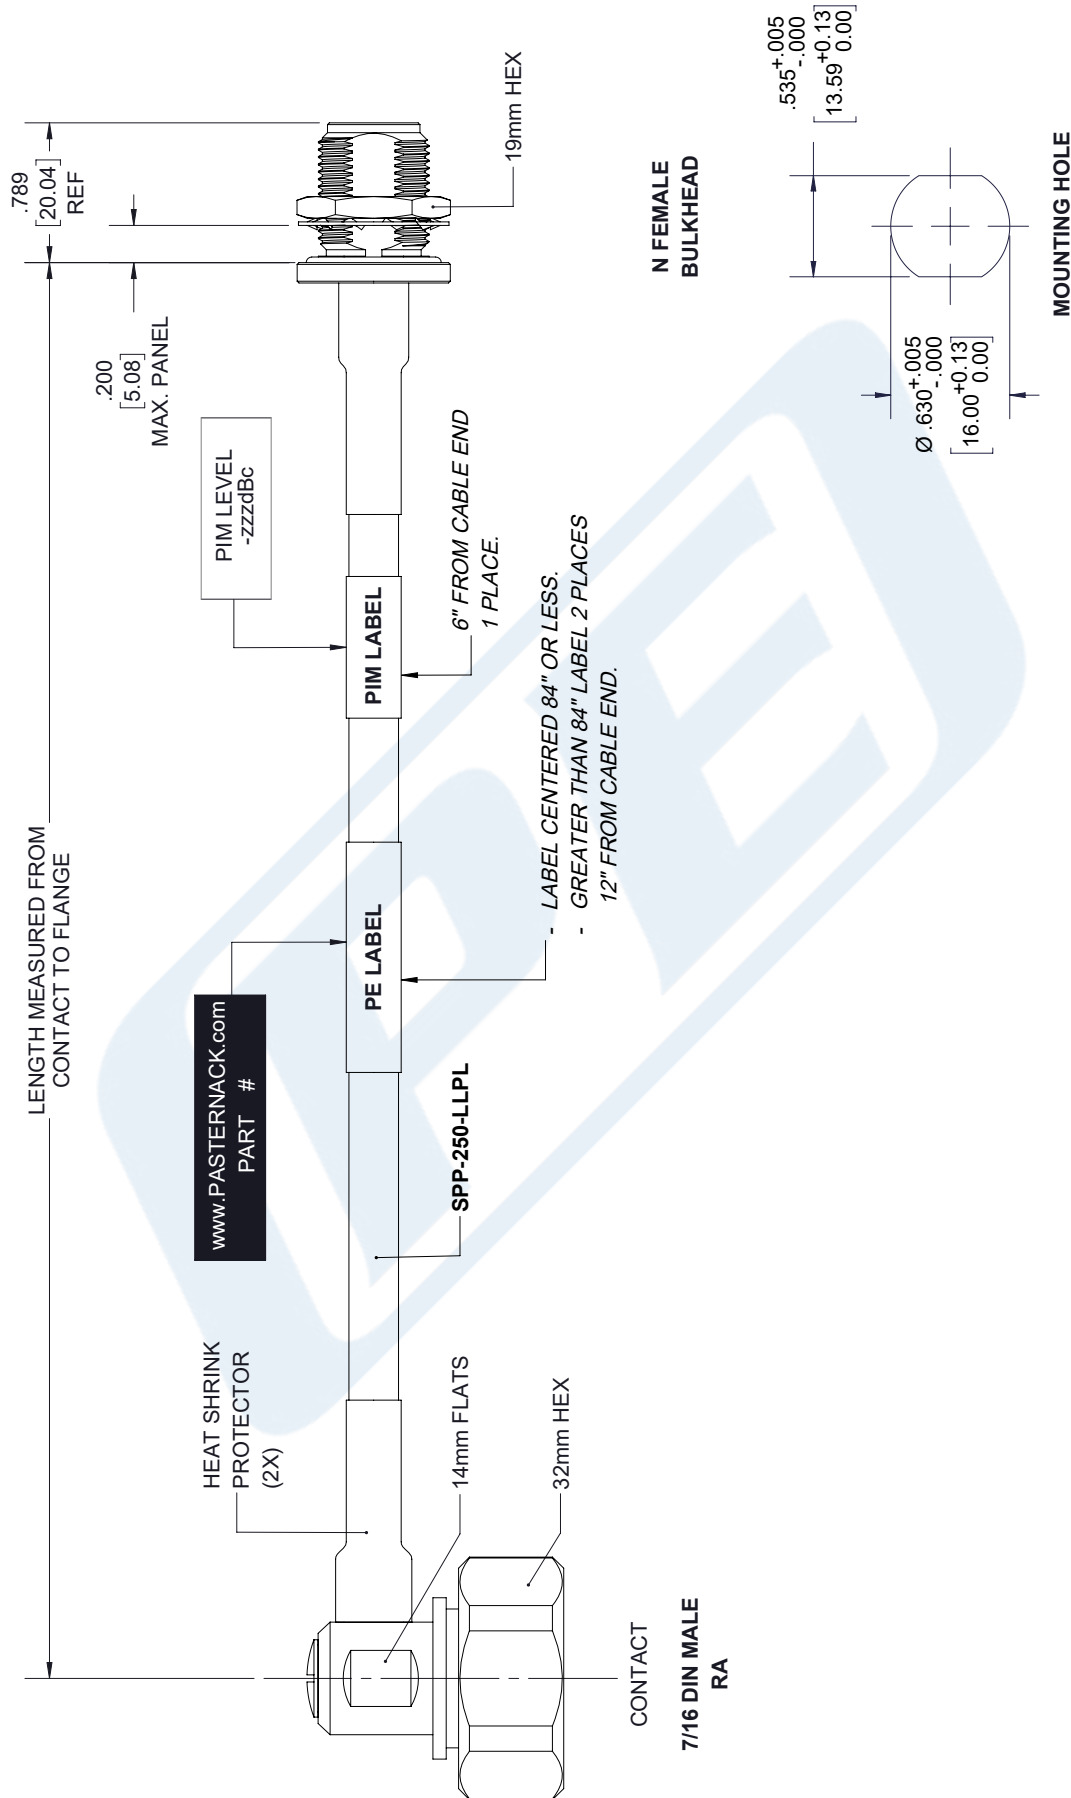 LENGTH MEASURED FROM
CONTACT TO FLANGE
.789
[20.04]
REF
.200
[5.08]
MAX. PANEL
HEAT SHRINK
PROTECTOR
(2X)
www.PASTERNACK.com
PART #
PIM LEVEL
-zzzdBc
PE LABEL
PIM LABEL
14mm FLATS
32mm HEX
SPP-250-LLPL
- LABEL CENTERED 84" OR LESS.
- GREATER THAN 84" LABEL 2 PLACES
12" FROM CABLE END.
6" FROM CABLE END
1 PLACE.
19mm HEX
CONTACT
7/16 DIN MALE
RA
N FEMALE
BULKHEAD
.535 +.005
-.000
[13.59 +0.13
0.00]
Ø .630 +.005
-.000
[16.00 +0.13
0.00]
MOUNTING HOLE
PE